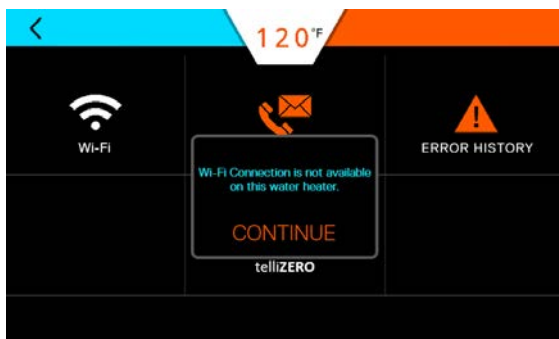 120°F
Wi-Fi
ERROR HISTORY
Wi-Fi Connection is not available
on this water heater.
CONTINUE
telliZERO